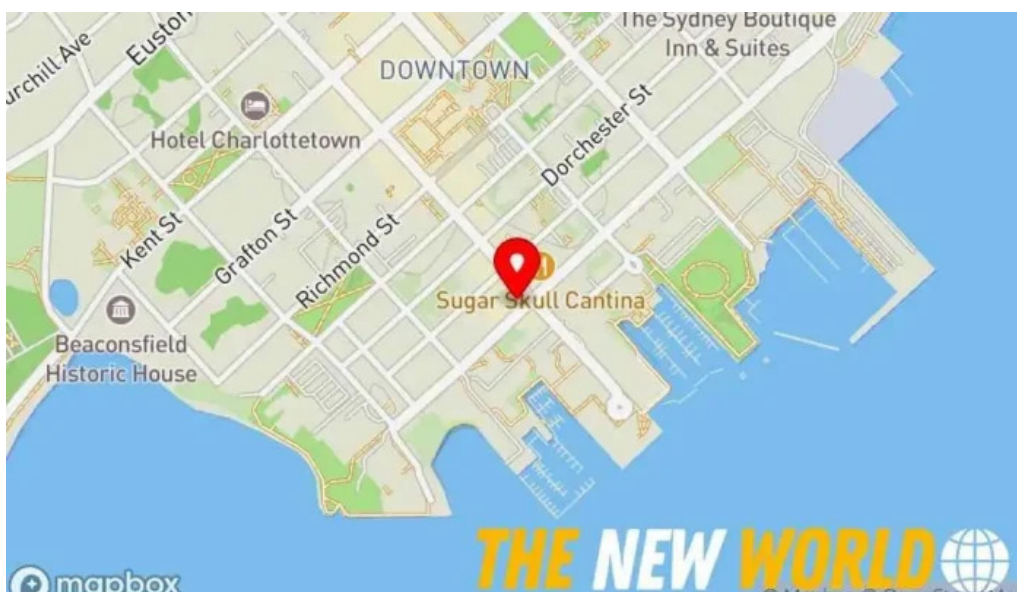 The Sydney Boutique
Inn & Suites
Euston
urchill Ave
DOWNTOWN
Hotel Charlottetown
Dorchester St
Kent St
Grafton St
Richmond St
Sugar Skull Cantina
Beaconsfield
Historic House
THE NEW WORLD
mapbox